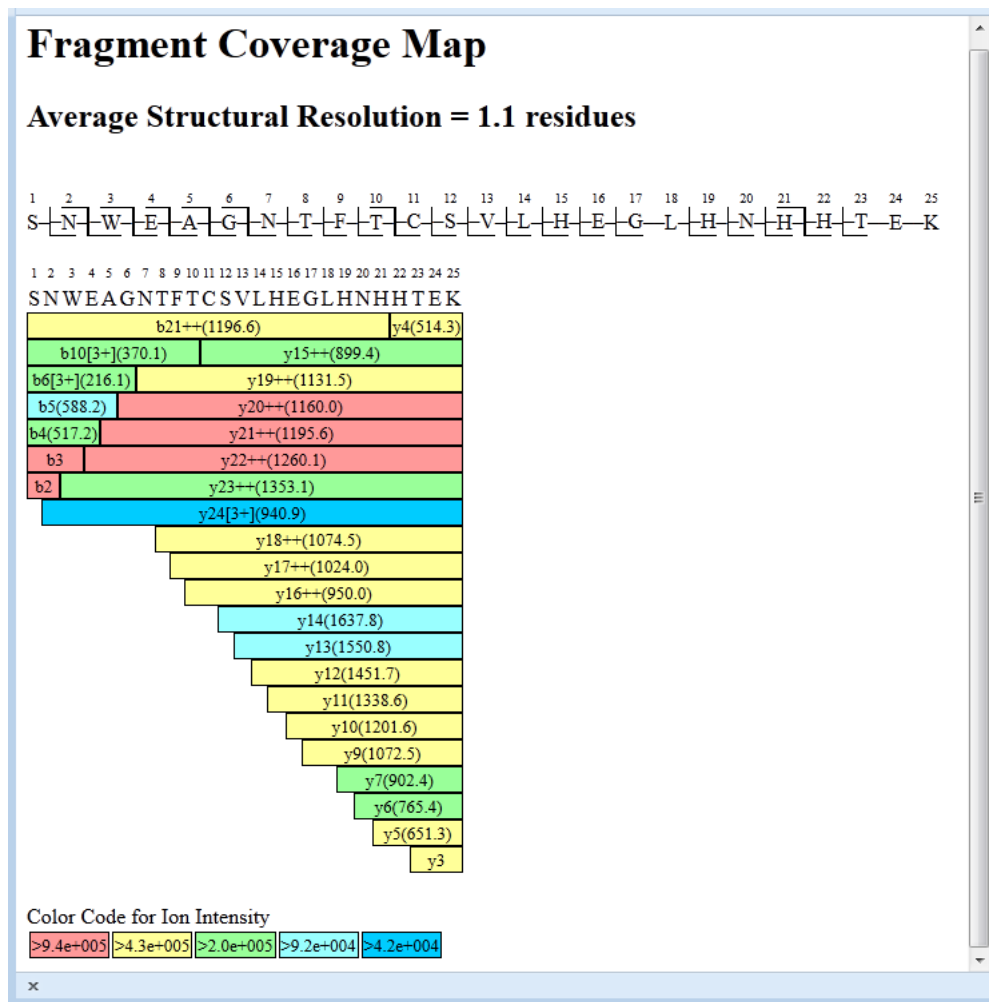 Fragment Coverage Map
Average Structural Resolution = 1.1 residues
1 2 3 4 5 6 7 8 9 10 11 12 13 14 15 16 17 18 19 20 21 22 23 24 25
S N W E A G N T F T C S V L H E G L H N H H T E K
1 2 3 4 5 6 7 8 9 10 11 12 13 14 15 16 17 18 19 20 21 22 23 24 25
SNWEAGNTFTCSVLHEGLHNHHTEK
b21++(1196.6) y4(514.3)
b10[3+](370.1) y15++(899.4)
b6[3+](216.1) y19++(1131.5)
b5(588.2) y20++(1160.0)
b4(517.2) y21++(1195.6)
b3 y22++(1260.1)
b2 y23++(1353.1)
y24[3+](940.9)
y18++(1074.5)
y17++(1024.0)
y16++(950.0)
y14(1637.8)
y13(1550.8)
y12(1451.7)
y11(1338.6)
y10(1201.6)
y9(1072.5)
y7(902.4)
y6(765.4)
y5(651.3)
y3
Color Code for Ion Intensity
>9.4e+005 >4.3e+005 >2.0e+005 >9.2e+004 >4.2e+004